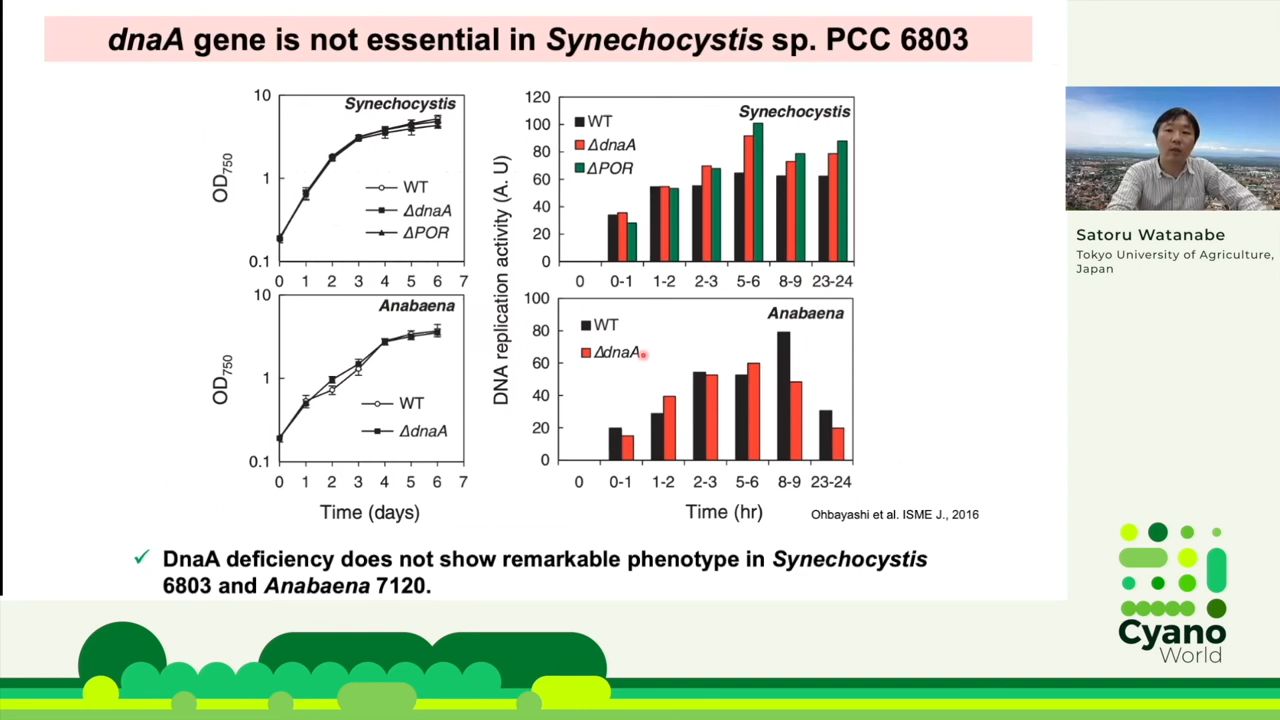 dnaA gene is not essential in Synechocystis sp. PCC 6803
10
1
0.1
OD750
Synechocystis
WT
ΔdnaA
ΔPOR
0 1 2 3 4 5 6 7
10
1
0.1
OD750
Anabaena
WT
ΔdnaA
0 1 2 3 4 5 6 7
Time (days)
DNA replication activity (A. U)
120
100
80
60
40
20
0
Synechocystis
WT
ΔdnaA
ΔPOR
0 0-1 1-2 2-3 5-6 8-9 23-24
100
80
60
40
20
0
Anabaena
WT
ΔdnaA
0 0-1 1-2 2-3 5-6 8-9 23-24
Time (hr)
Ohbayashi et al. ISME J., 2016
✓ DnaA deficiency does not show remarkable phenotype in Synechocystis
6803 and Anabaena 7120.
Satoru Watanabe
Tokyo University of Agriculture,
Japan
Cyano
World